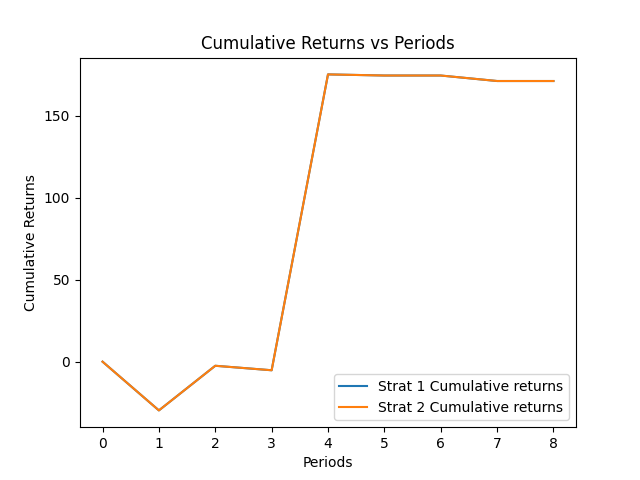 Cumulative Returns vs Periods
Cumulative Returns
150
100
50
0
Strat 1 Cumulative returns
Strat 2 Cumulative returns
0 1 2 3 4 5 6 7 8
Periods